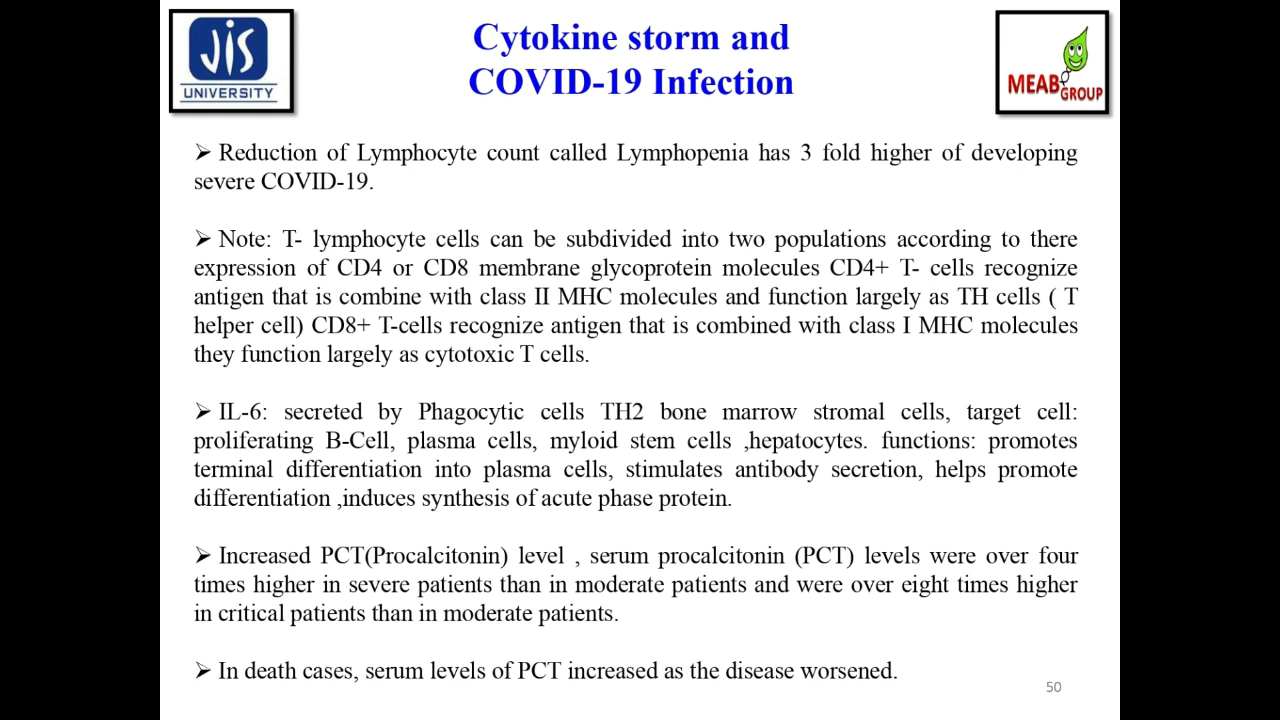 JIS
UNIVERSITY
Cytokine storm and
COVID-19 Infection
MEAB
GROUP
➢ Reduction of Lymphocyte count called Lymphopenia has 3 fold higher of developing
severe COVID-19.
➢ Note: T- lymphocyte cells can be subdivided into two populations according to there
expression of CD4 or CD8 membrane glycoprotein molecules CD4+ T- cells recognize
antigen that is combine with class II MHC molecules and function largely as TH cells ( T
helper cell) CD8+ T-cells recognize antigen that is combined with class I MHC molecules
they function largely as cytotoxic T cells.
➢ IL-6: secreted by Phagocytic cells TH2 bone marrow stromal cells, target cell:
proliferating B-Cell, plasma cells, myloid stem cells ,hepatocytes. functions: promotes
terminal differentiation into plasma cells, stimulates antibody secretion, helps promote
differentiation ,induces synthesis of acute phase protein.
➢ Increased PCT(Procalcitonin) level , serum procalcitonin (PCT) levels were over four
times higher in severe patients than in moderate patients and were over eight times higher
in critical patients than in moderate patients.
➢ In death cases, serum levels of PCT increased as the disease worsened.
50